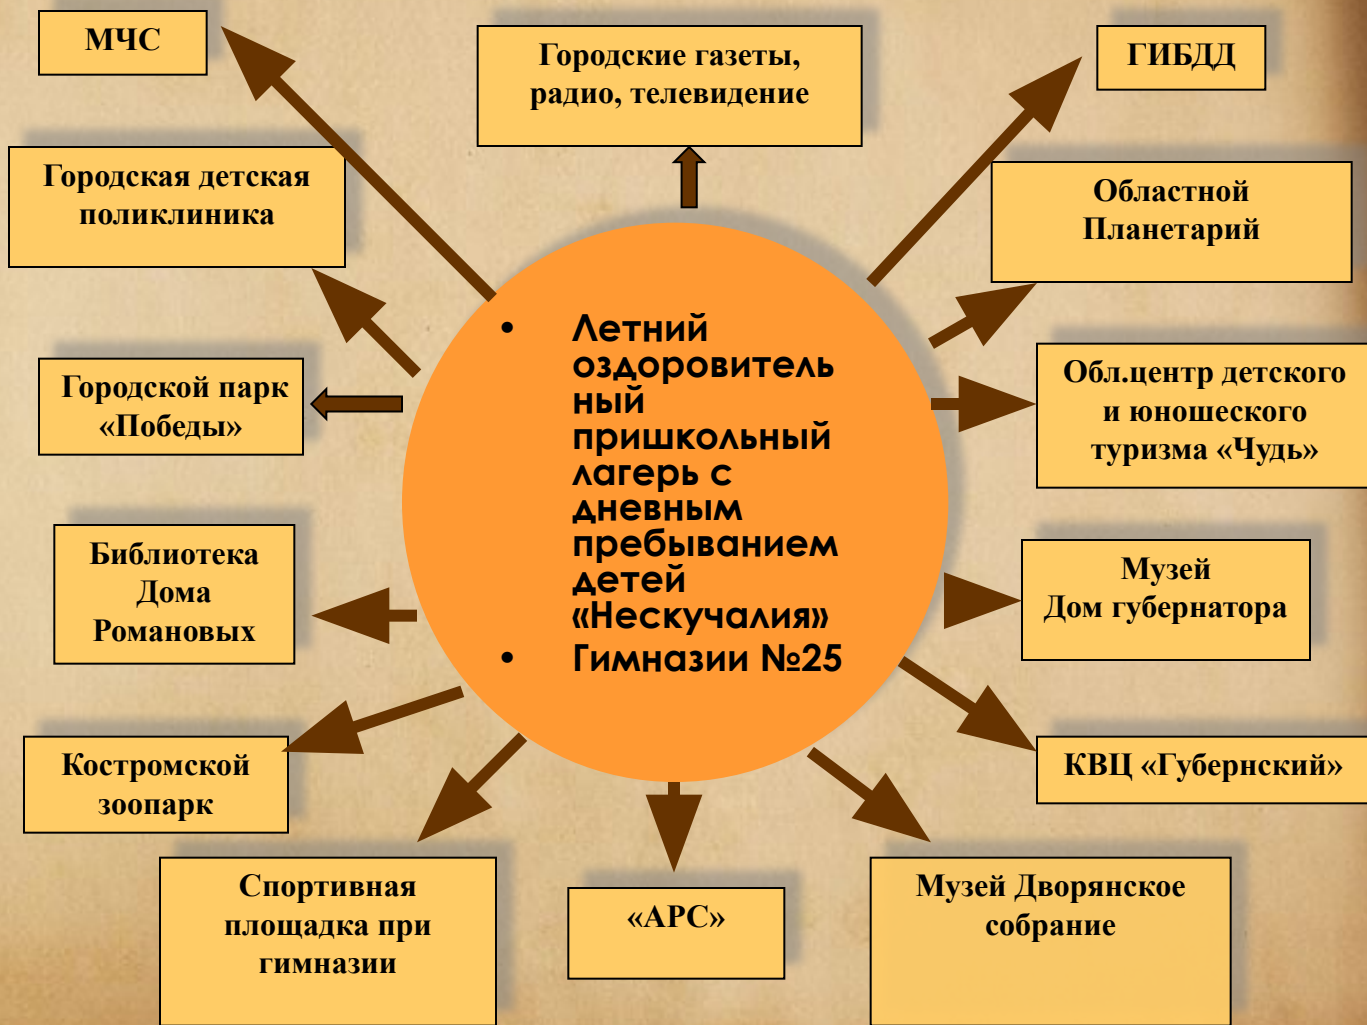 МЧС
Городские газеты,
радио, телевидение
ГИБДД
Городская детская
поликлиника
Областной
Планетарий
Городской парк
«Победы»
Летний
оздоровитель
ный
пришкольный
лагерь с
дневным
пребыванием
детей
«Нескучалия»
Гимназии №25
Обл.центр детского
и юношеского
туризма «Чудь»
Библиотека
Дома
Романовых
Музей
Дом губернатора
Костромской
зоопарк
КВЦ «Губернский»
Спортивная
площадка при
гимназии
«АРС»
Музей Дворянское
собрание